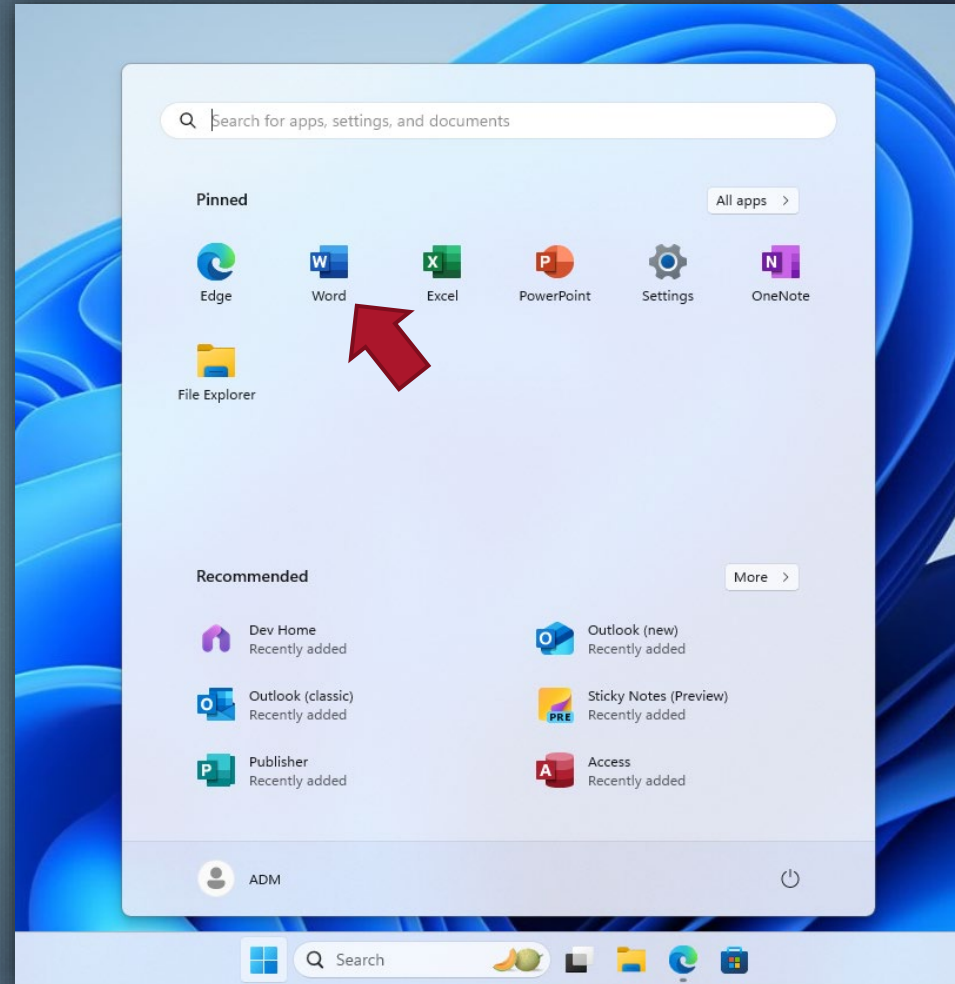 Search for apps, settings, and documents
Pinned
All apps >
Edge
Word
Excel
PowerPoint
Settings
OneNote
File Explorer
Recommended
More >
Dev Home
Recently added
Outlook (new)
Recently added
Outlook (classic)
Recently added
Sticky Notes (Preview)
Recently added
Publisher
Recently added
Access
Recently added
ADM
Search